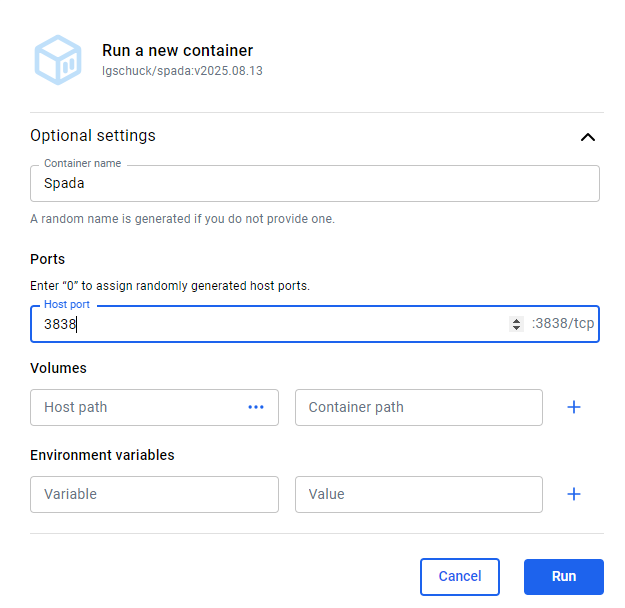 Run a new container
lgschuck/spada:v2025.08.13
Optional settings
Container name
Spada
A random name is generated if you do not provide one.
Ports
Enter “0” to assign randomly generated host ports.
Host port
3838 :3838/tcp
Volumes
Host path ••• Container path +
Environment variables
Variable Value +
Cancel Run